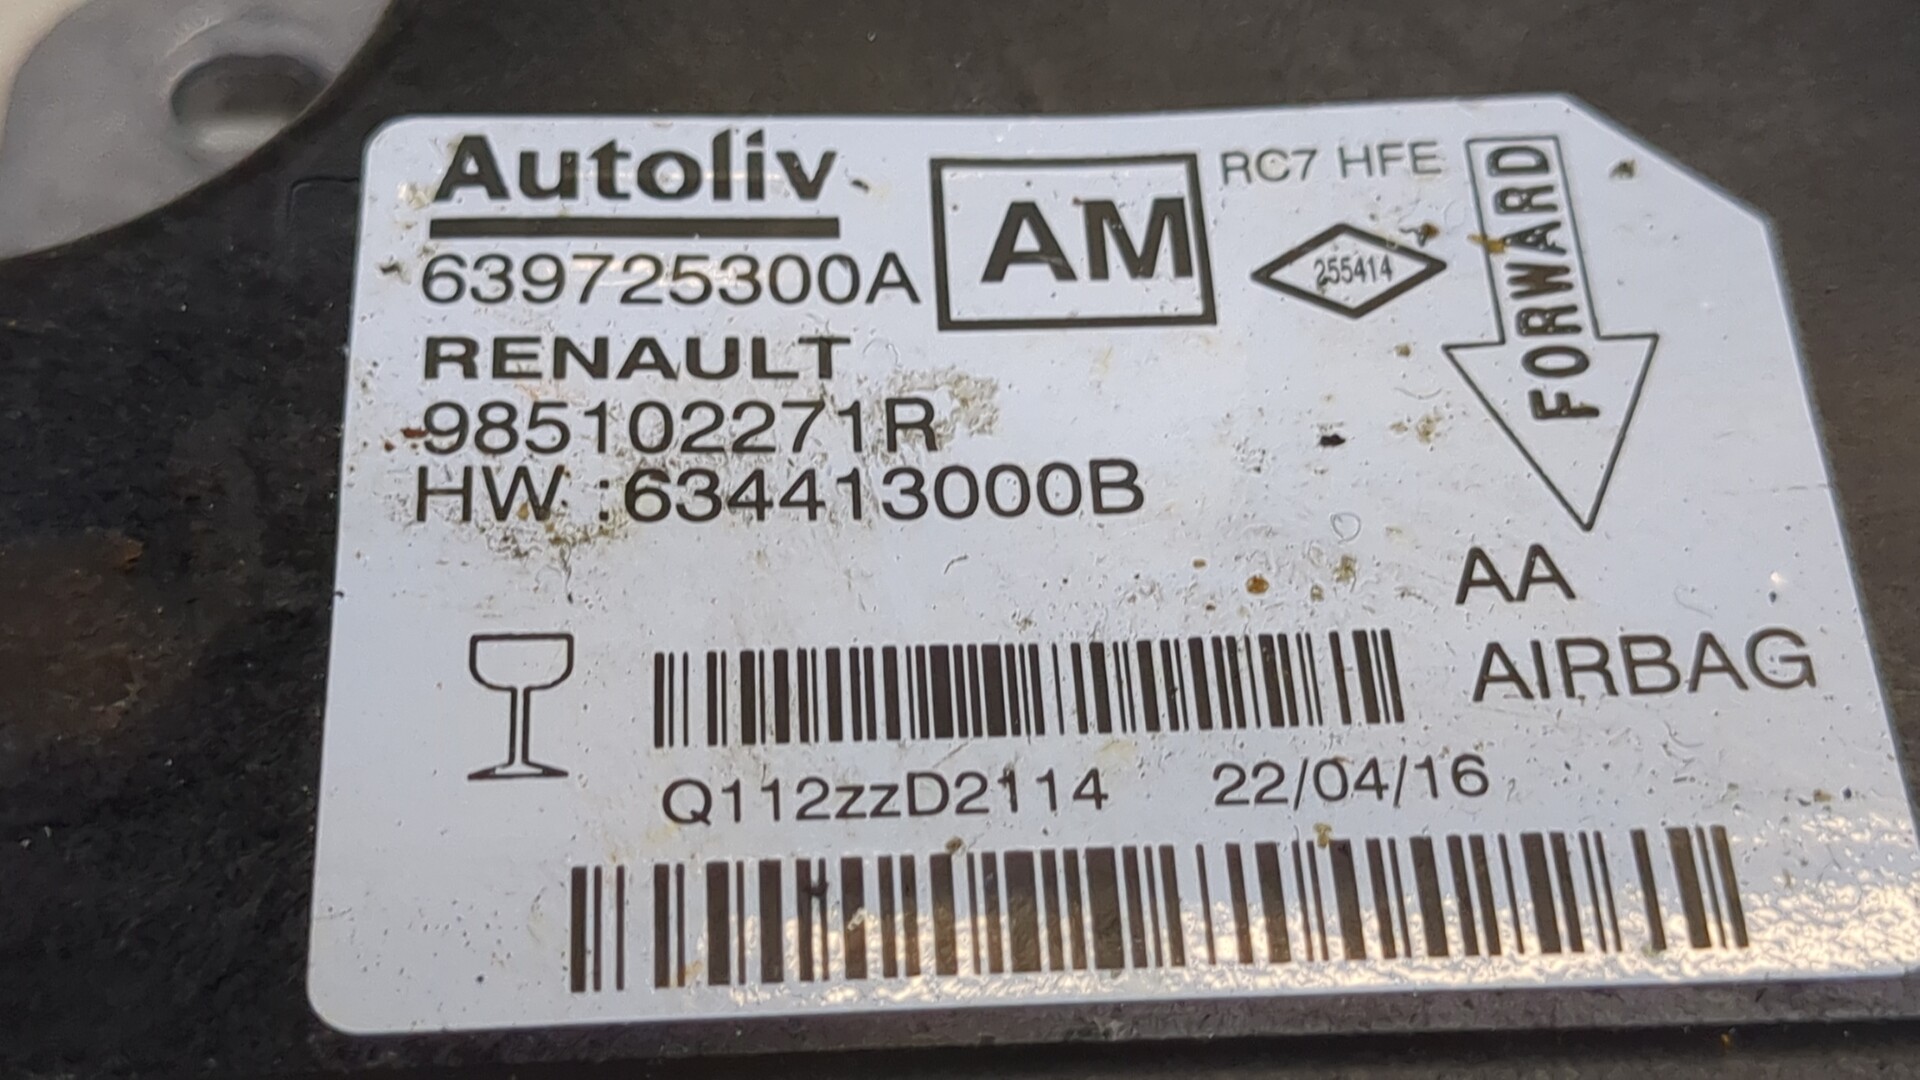 Autoliv
639725300A
AM
RC7 HFE
255414
FORWARD
RENAULT
985102271R
HW :634413000B
AA
AIRBAG
Q112zzD2114 22/04/16